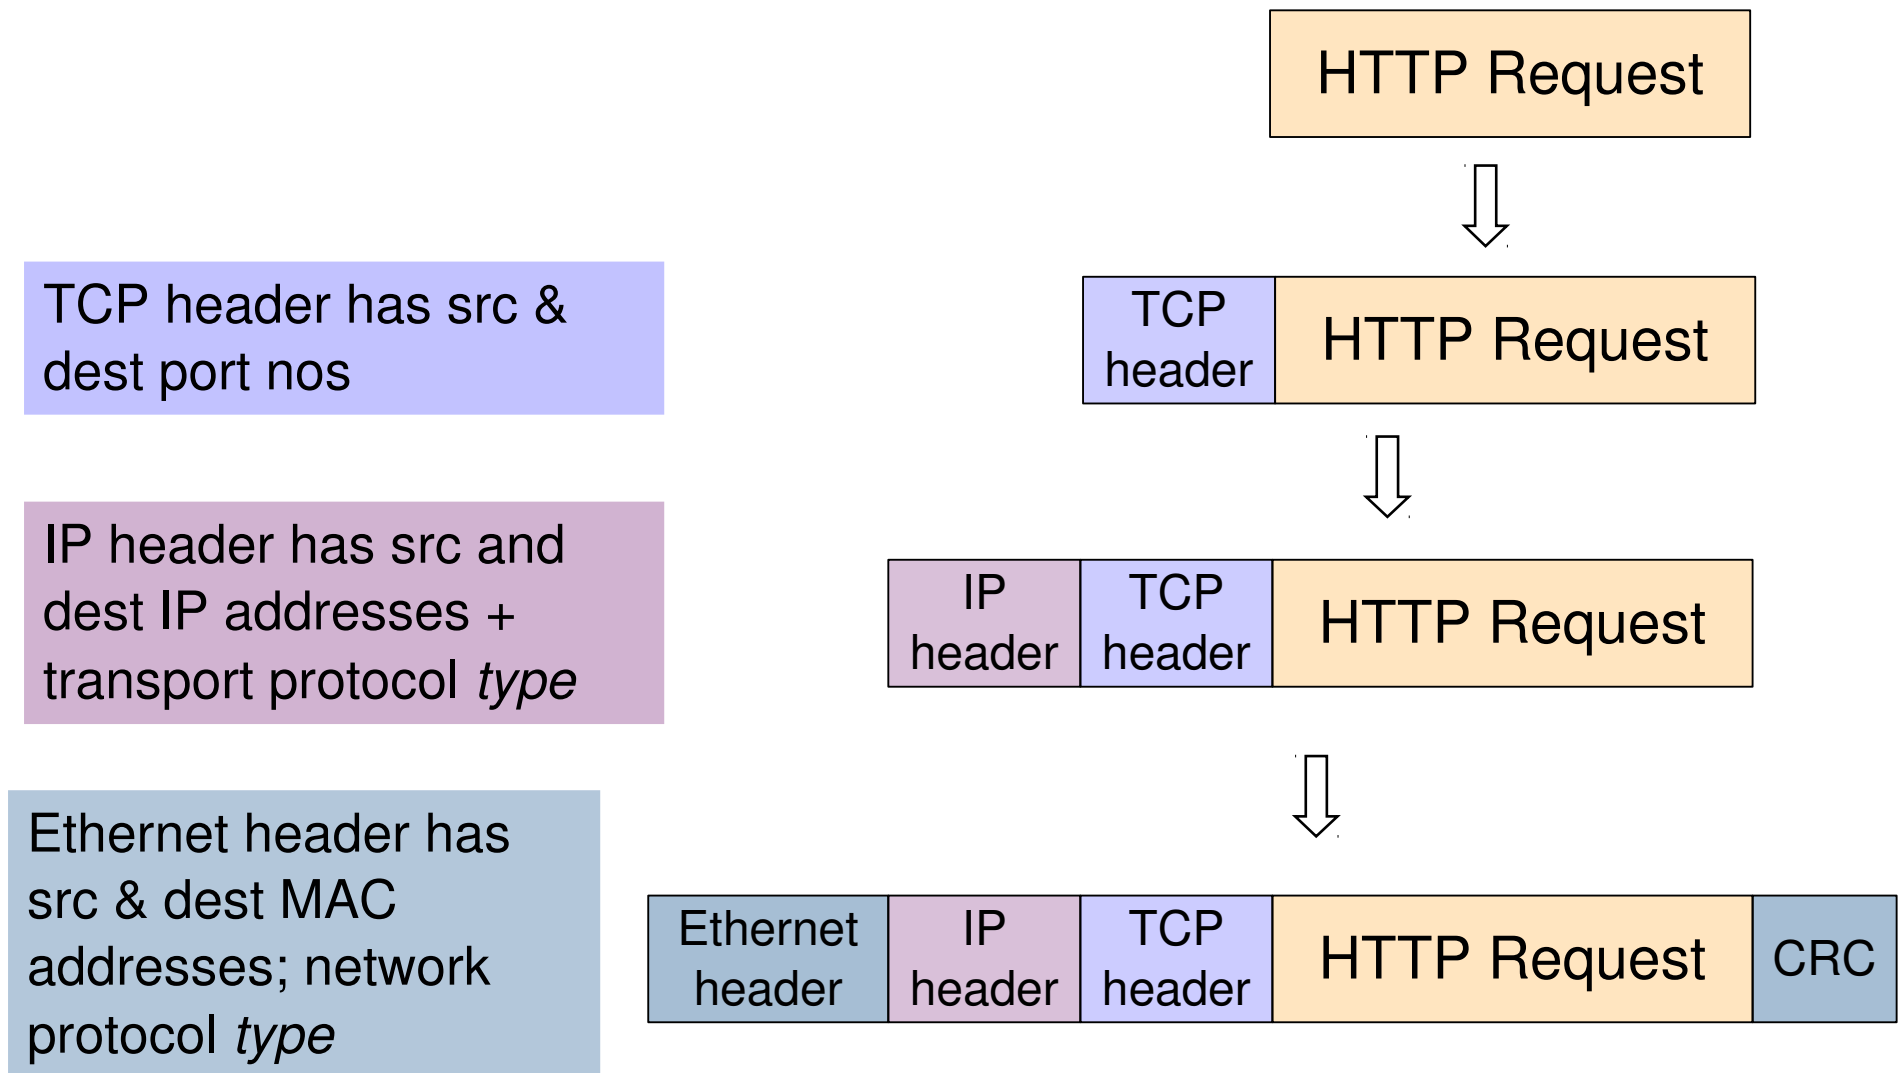 HTTP Request
TCP header has src &
dest port nos
TCP
header
HTTP Request
IP header has src and
dest IP addresses +
transport protocol type
IP
header
TCP
header
HTTP Request
Ethernet header has
src & dest MAC
addresses; network
protocol type
Ethernet
header
IP
header
TCP
header
HTTP Request
CRC